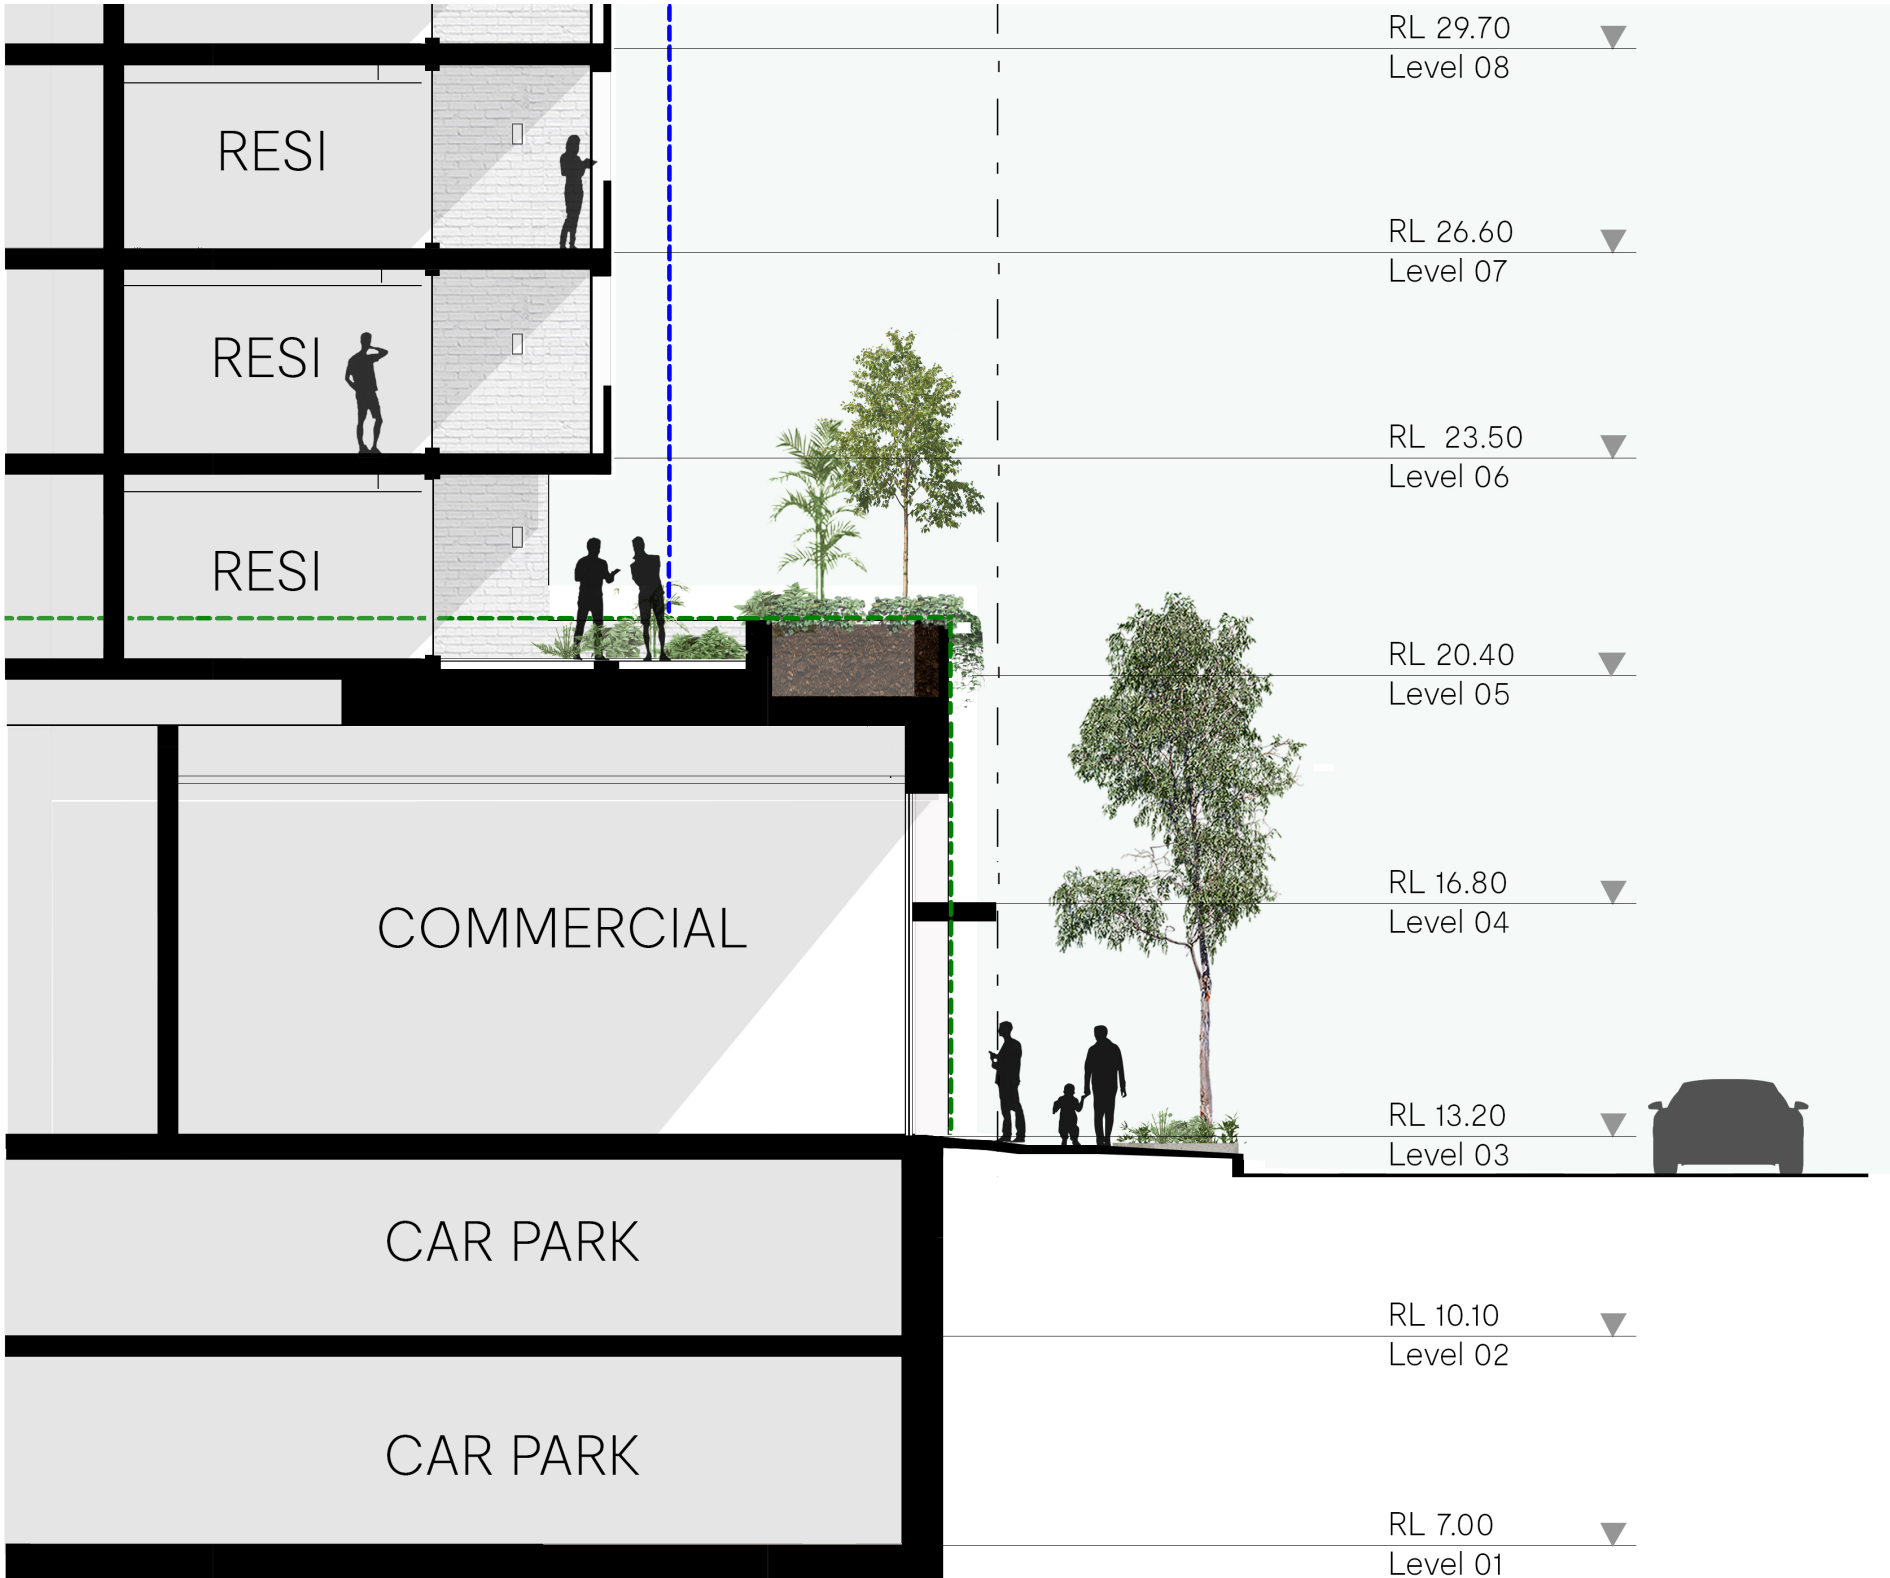 RL 29.70
Level 08
RESI
RL 26.60
Level 07
RESI
RL 23.50
Level 06
RESI
RL 20.40
Level 05
RL 16.80
Level 04
COMMERCIAL
RL 13.20
Level 03
CAR PARK
RL 10.10
Level 02
CAR PARK
RL 7.00
Level 01